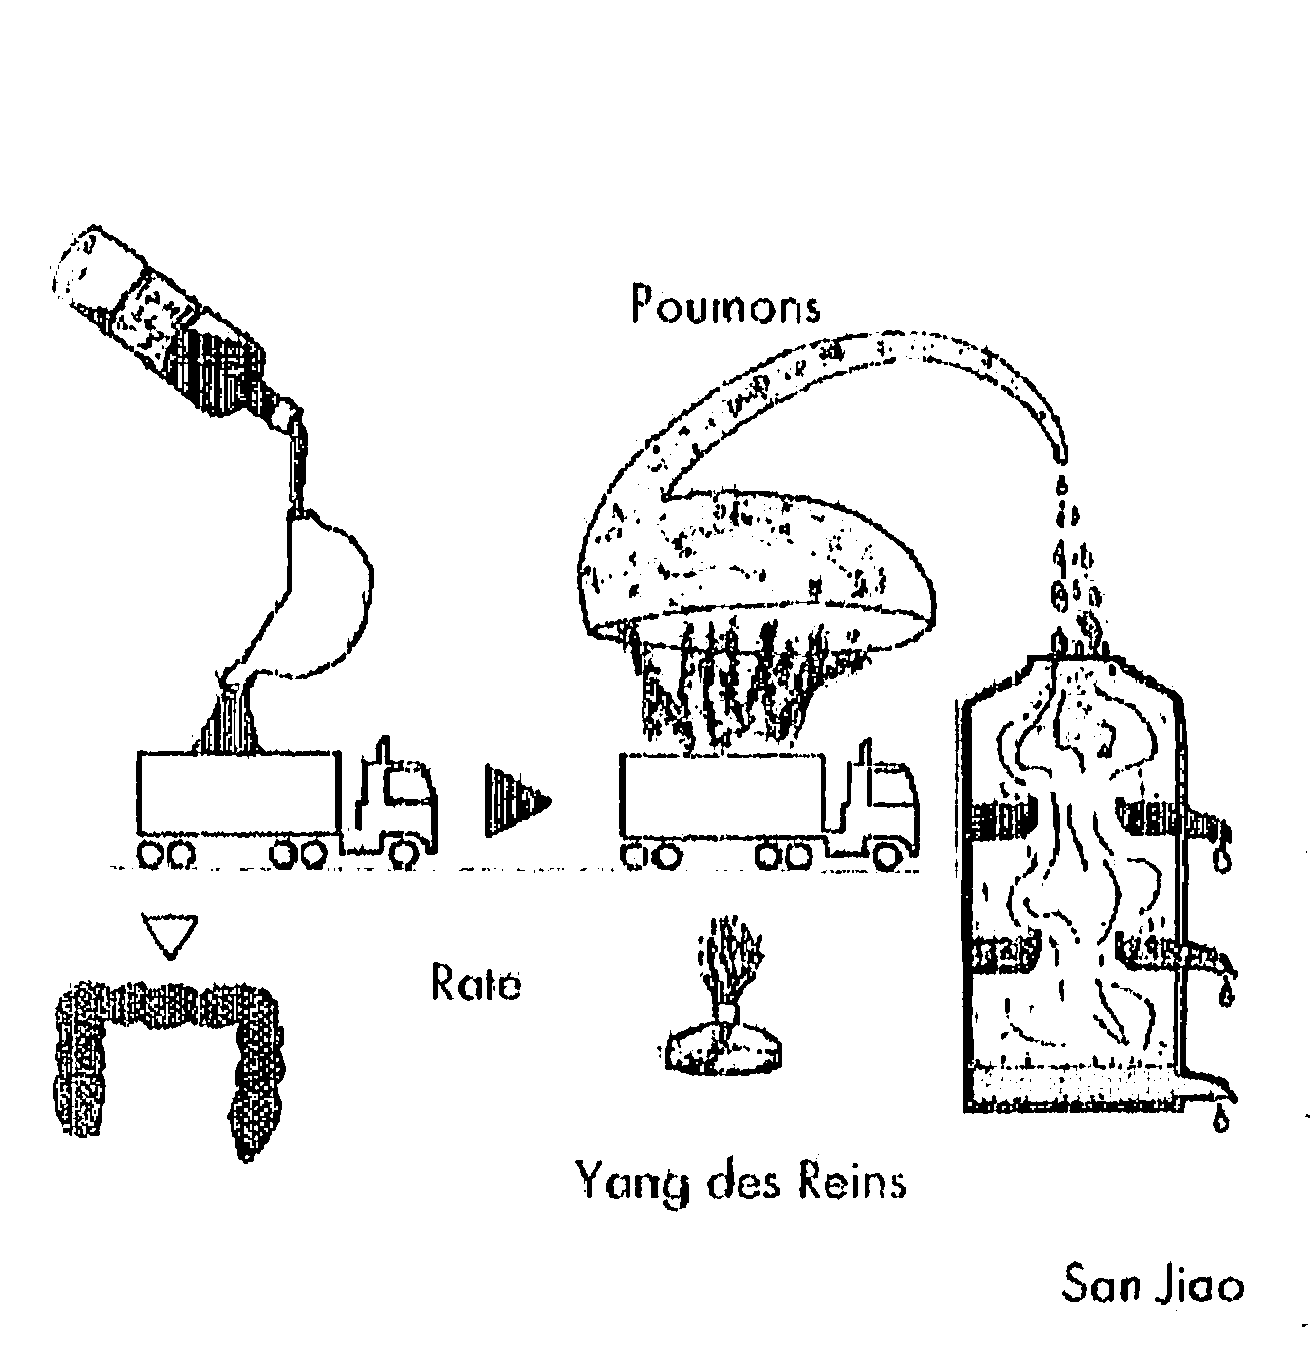 Poumons
Rate
Yang des Reins
San Jiao